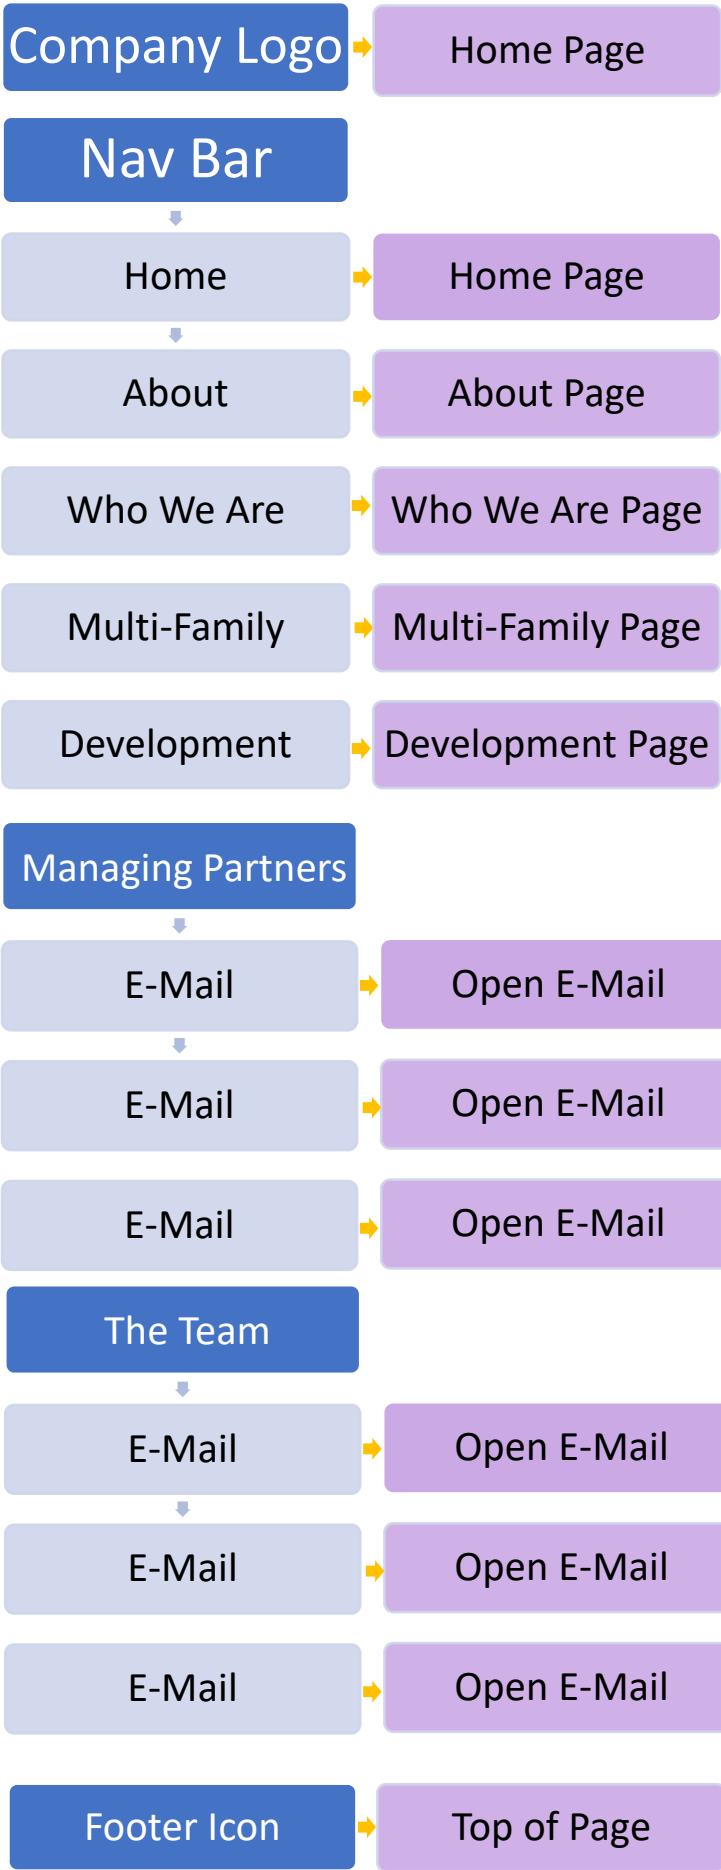 Company Logo
Home Page
Nav Bar
Home
Home Page
About
About Page
Who We Are
Who We Are Page
Multi-Family
Multi-Family Page
Development
Development Page
Managing Partners
E-Mail
Open E-Mail
E-Mail
Open E-Mail
E-Mail
Open E-Mail
The Team
E-Mail
Open E-Mail
E-Mail
Open E-Mail
E-Mail
Open E-Mail
Footer Icon
Top of Page